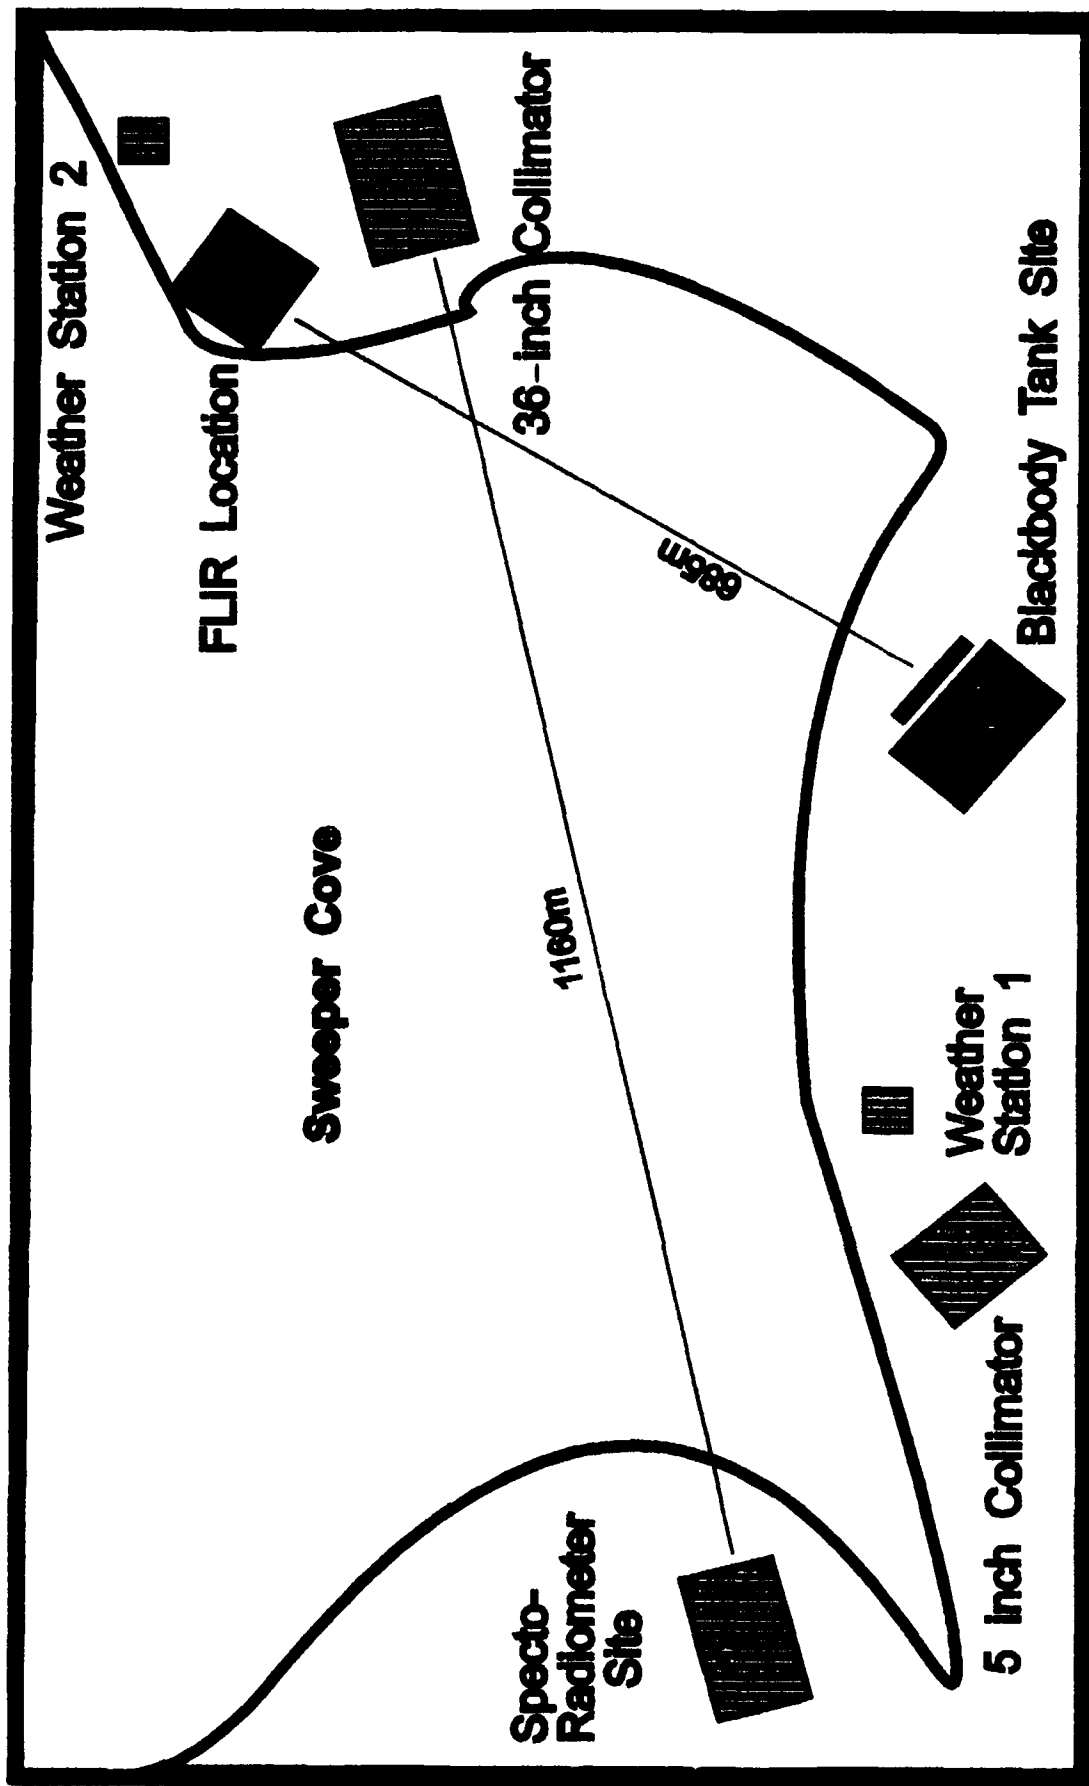 Specto-
Radiometer
Site
5 inch Collimator
Weather
Station 1
Sweeper Cove
1160m
685m
Blackbody Tank Site
36-inch Collimator
FLIR Location
Weather Station 2